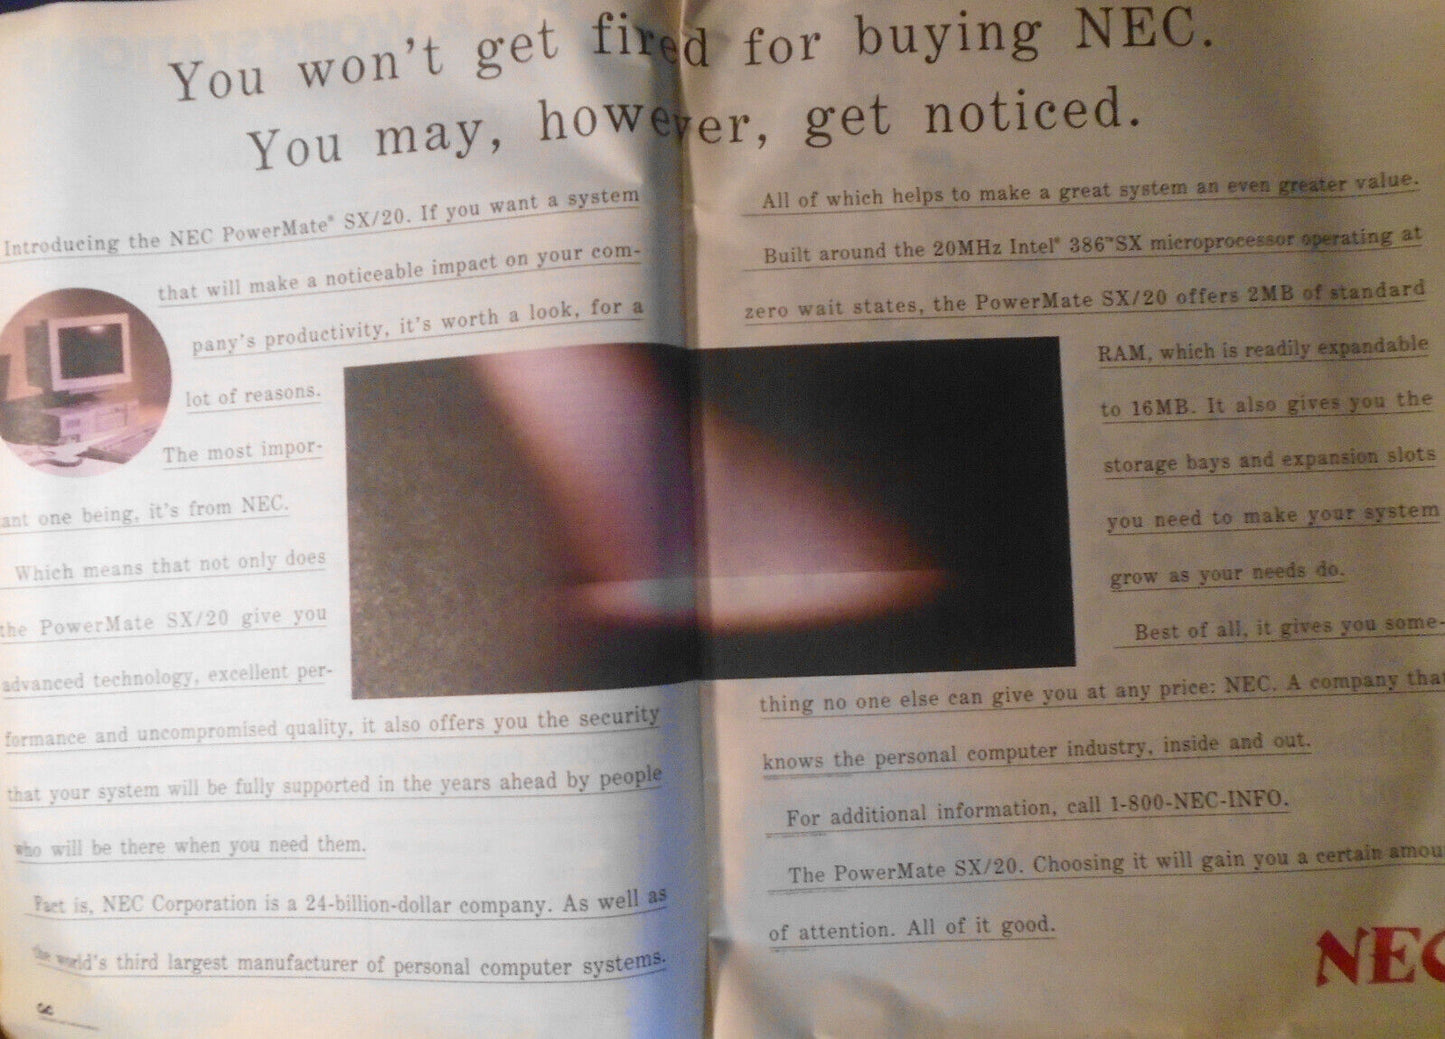 You won't get fired for buying NEC.
You may, however, get noticed.
Introducing the NEC PowerMate® SX/20. If you want a system
that will make a noticeable impact on your com-
pany's productivity, it's worth a look, for a
lot of reasons.
The most impor-
ant one being, it's from NEC.
Which means that not only does
the PowerMate SX/20 give you
advanced technology, excellent per-
formance and uncompromised quality, it also offers you the security
that your system will be fully supported in the years ahead by people
who will be there when you need them.
Fact is, NEC Corporation is a 24-billion-dollar company. As well as
the world's third largest manufacturer of personal computer systems.
All of which helps to make a great system an even greater value.
Built around the 20MHz Intel® 386™SX microprocessor operating at
zero wait states, the PowerMate SX/20 offers 2MB of standard
RAM, which is readily expandable
to 16MB. It also gives you the
storage bays and expansion slots
you need to make your system
grow as your needs do.
Best of all, it gives you some-
thing no one else can give you at any price: NEC. A company that
knows the personal computer industry, inside and out.
For additional information, call 1-800-NEC-INFO.
The PowerMate SX/20. Choosing it will gain you a certain amou
of attention. All of it good.
NEC